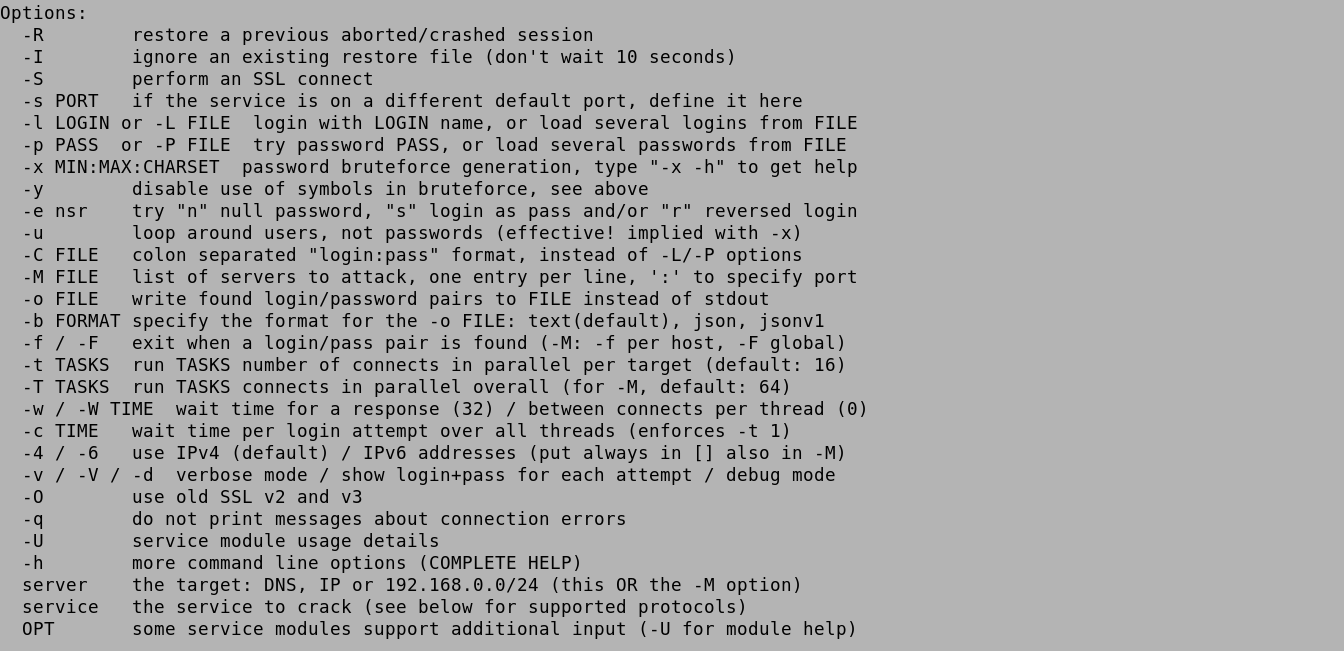 Options:
  -R        restore a previous aborted/crashed session
  -I        ignore an existing restore file (don't wait 10 seconds)
  -S        perform an SSL connect
  -s PORT   if the service is on a different default port, define it here
  -l LOGIN or -L FILE  login with LOGIN name, or load several logins from FILE
  -p PASS  or -P FILE  try password PASS, or load several passwords from FILE
  -x MIN:MAX:CHARSET  password bruteforce generation, type "-x -h" to get help
  -y        disable use of symbols in bruteforce, see above
  -e nsr    try "n" null password, "s" login as pass and/or "r" reversed login
  -u        loop around users, not passwords (effective! implied with -x)
  -C FILE   colon separated "login:pass" format, instead of -L/-P options
  -M FILE   list of servers to attack, one entry per line, ':' to specify port
  -o FILE   write found login/password pairs to FILE instead of stdout
  -b FORMAT specify the format for the -o FILE: text(default), json, jsonv1
  -f / -F   exit when a login/pass pair is found (-M: -f per host, -F global)
  -t TASKS  run TASKS number of connects in parallel per target (default: 16)
  -T TASKS  run TASKS connects in parallel overall (for -M, default: 64)
  -w / -W TIME  wait time for a response (32) / between connects per thread (0)
  -c TIME   wait time per login attempt over all threads (enforces -t 1)
  -4 / -6   use IPv4 (default) / IPv6 addresses (put always in [] also in -M)
  -v / -V / -d  verbose mode / show login+pass for each attempt / debug mode
  -O        use old SSL v2 and v3
  -q        do not print messages about connection errors
  -U        service module usage details
  -h        more command line options (COMPLETE HELP)
  server    the target: DNS, IP or 192.168.0.0/24 (this OR the -M option)
  service   the service to crack (see below for supported protocols)
  OPT       some service modules support additional input (-U for module help)